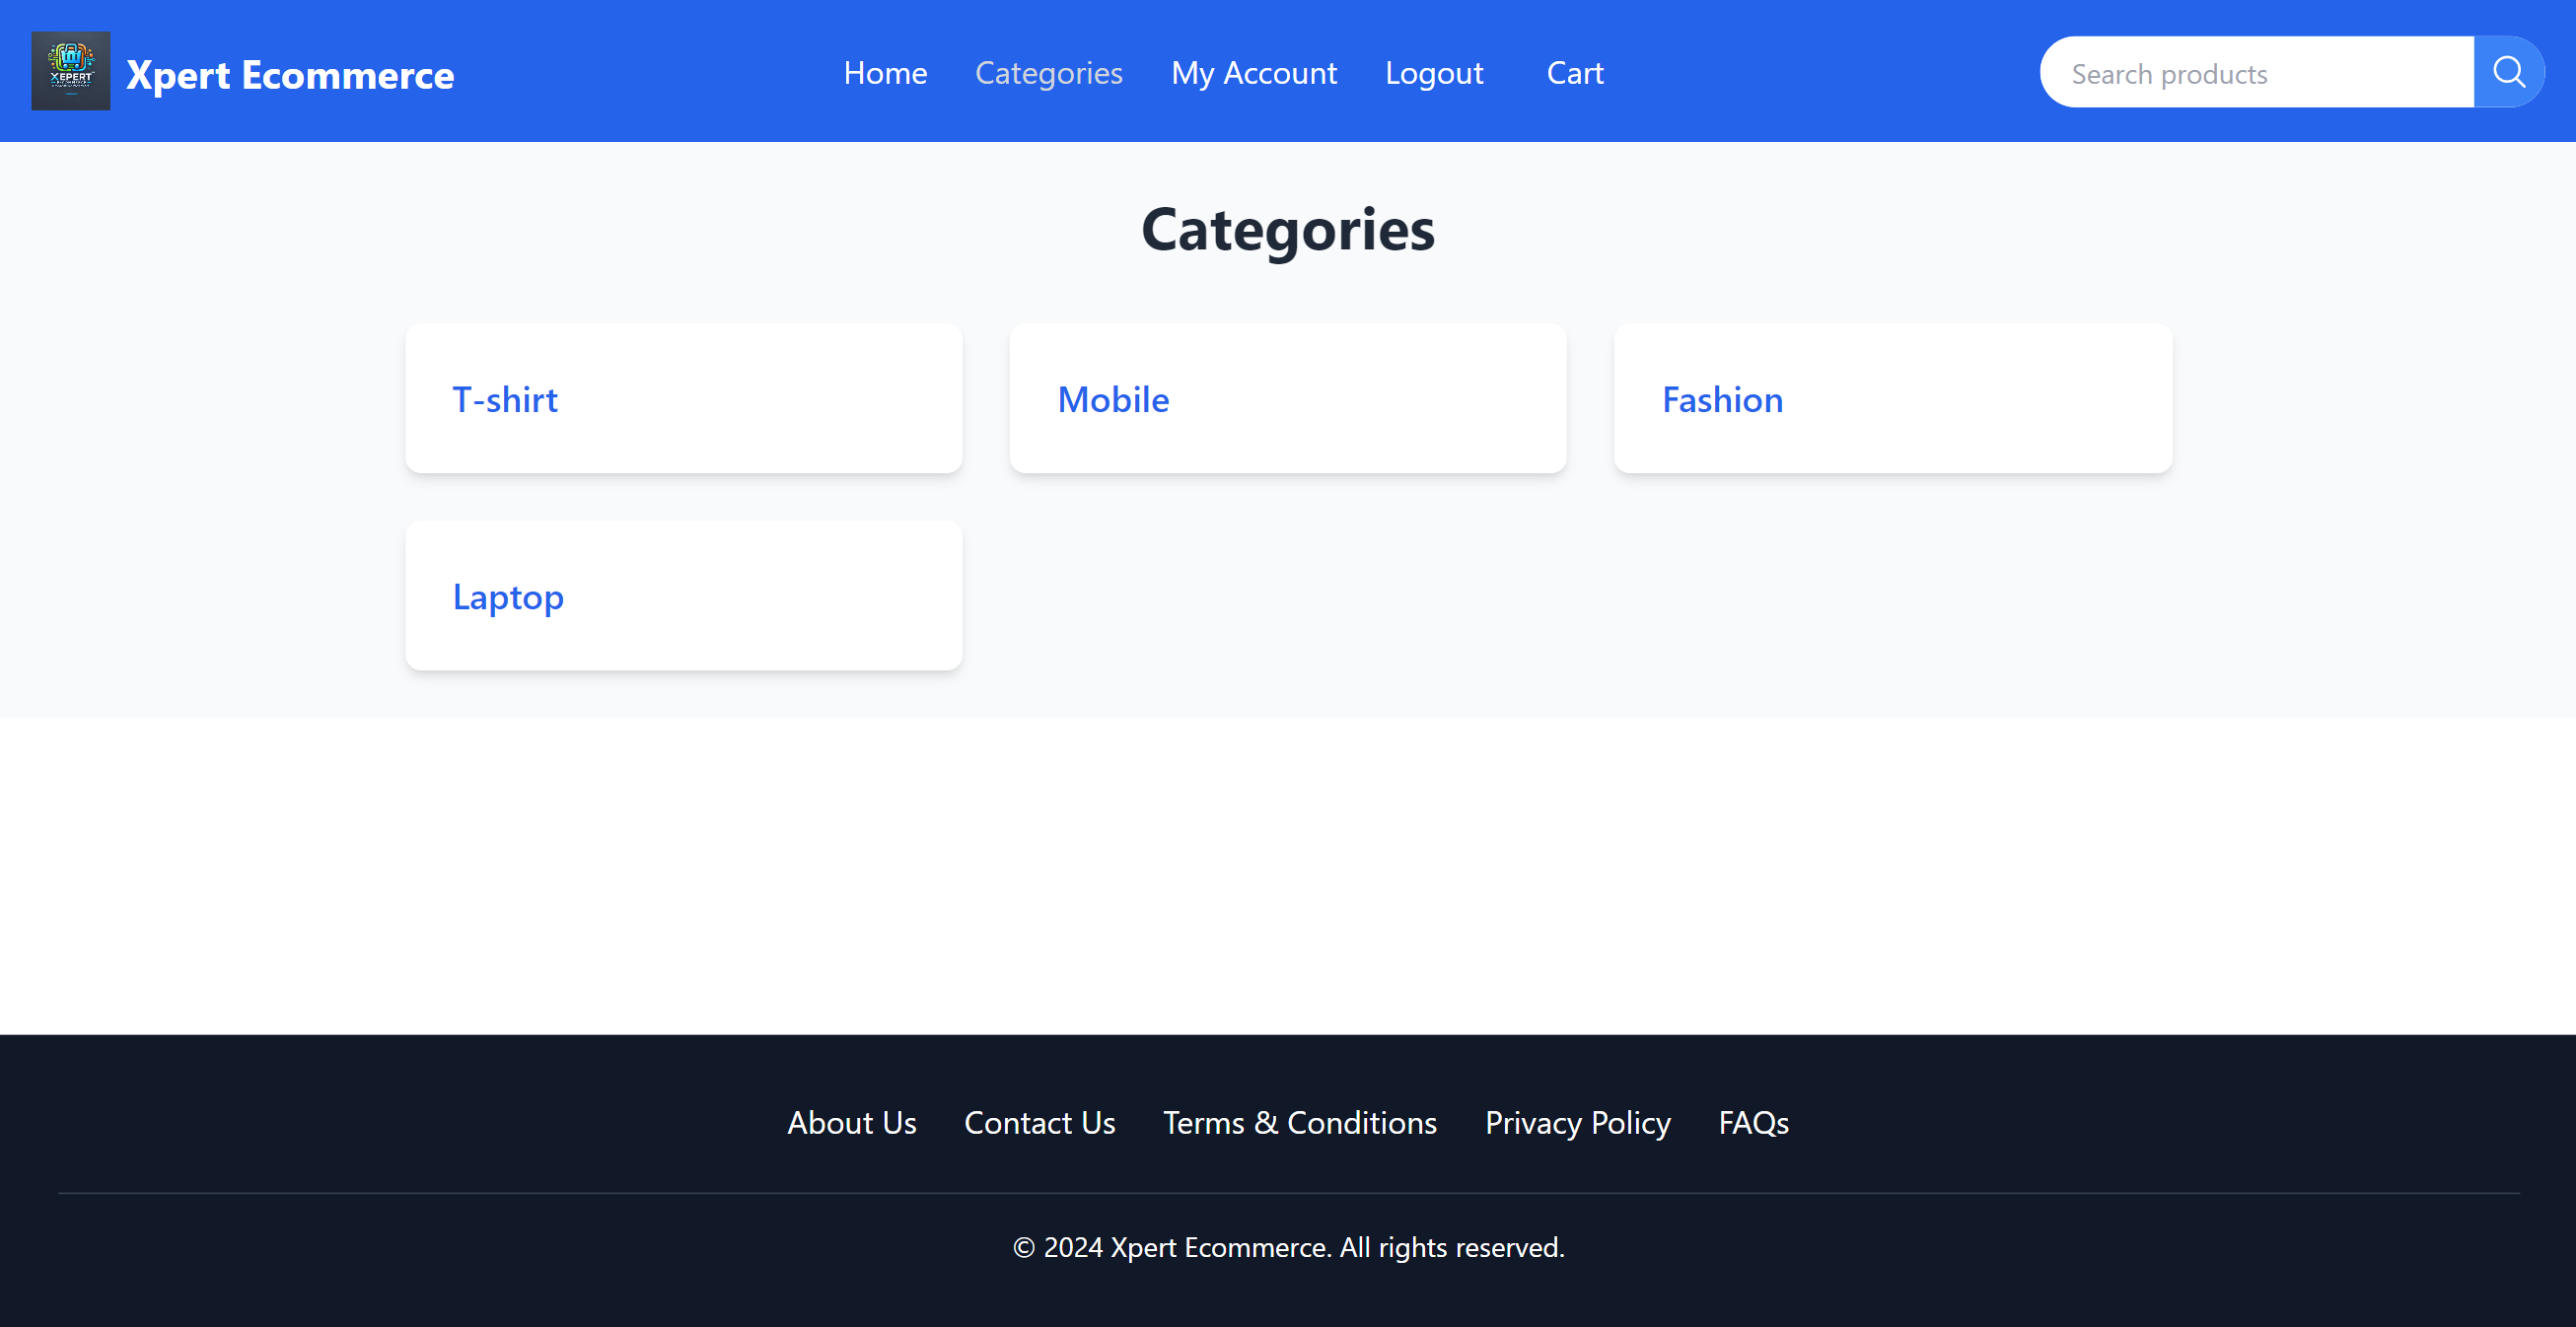 XEPERT
Xpert Ecommerce
Home Categories My Account Logout Cart
Search products
Categories
T-shirt Mobile Fashion
Laptop
About Us Contact Us Terms & Conditions Privacy Policy FAQs
© 2024 Xpert Ecommerce. All rights reserved.